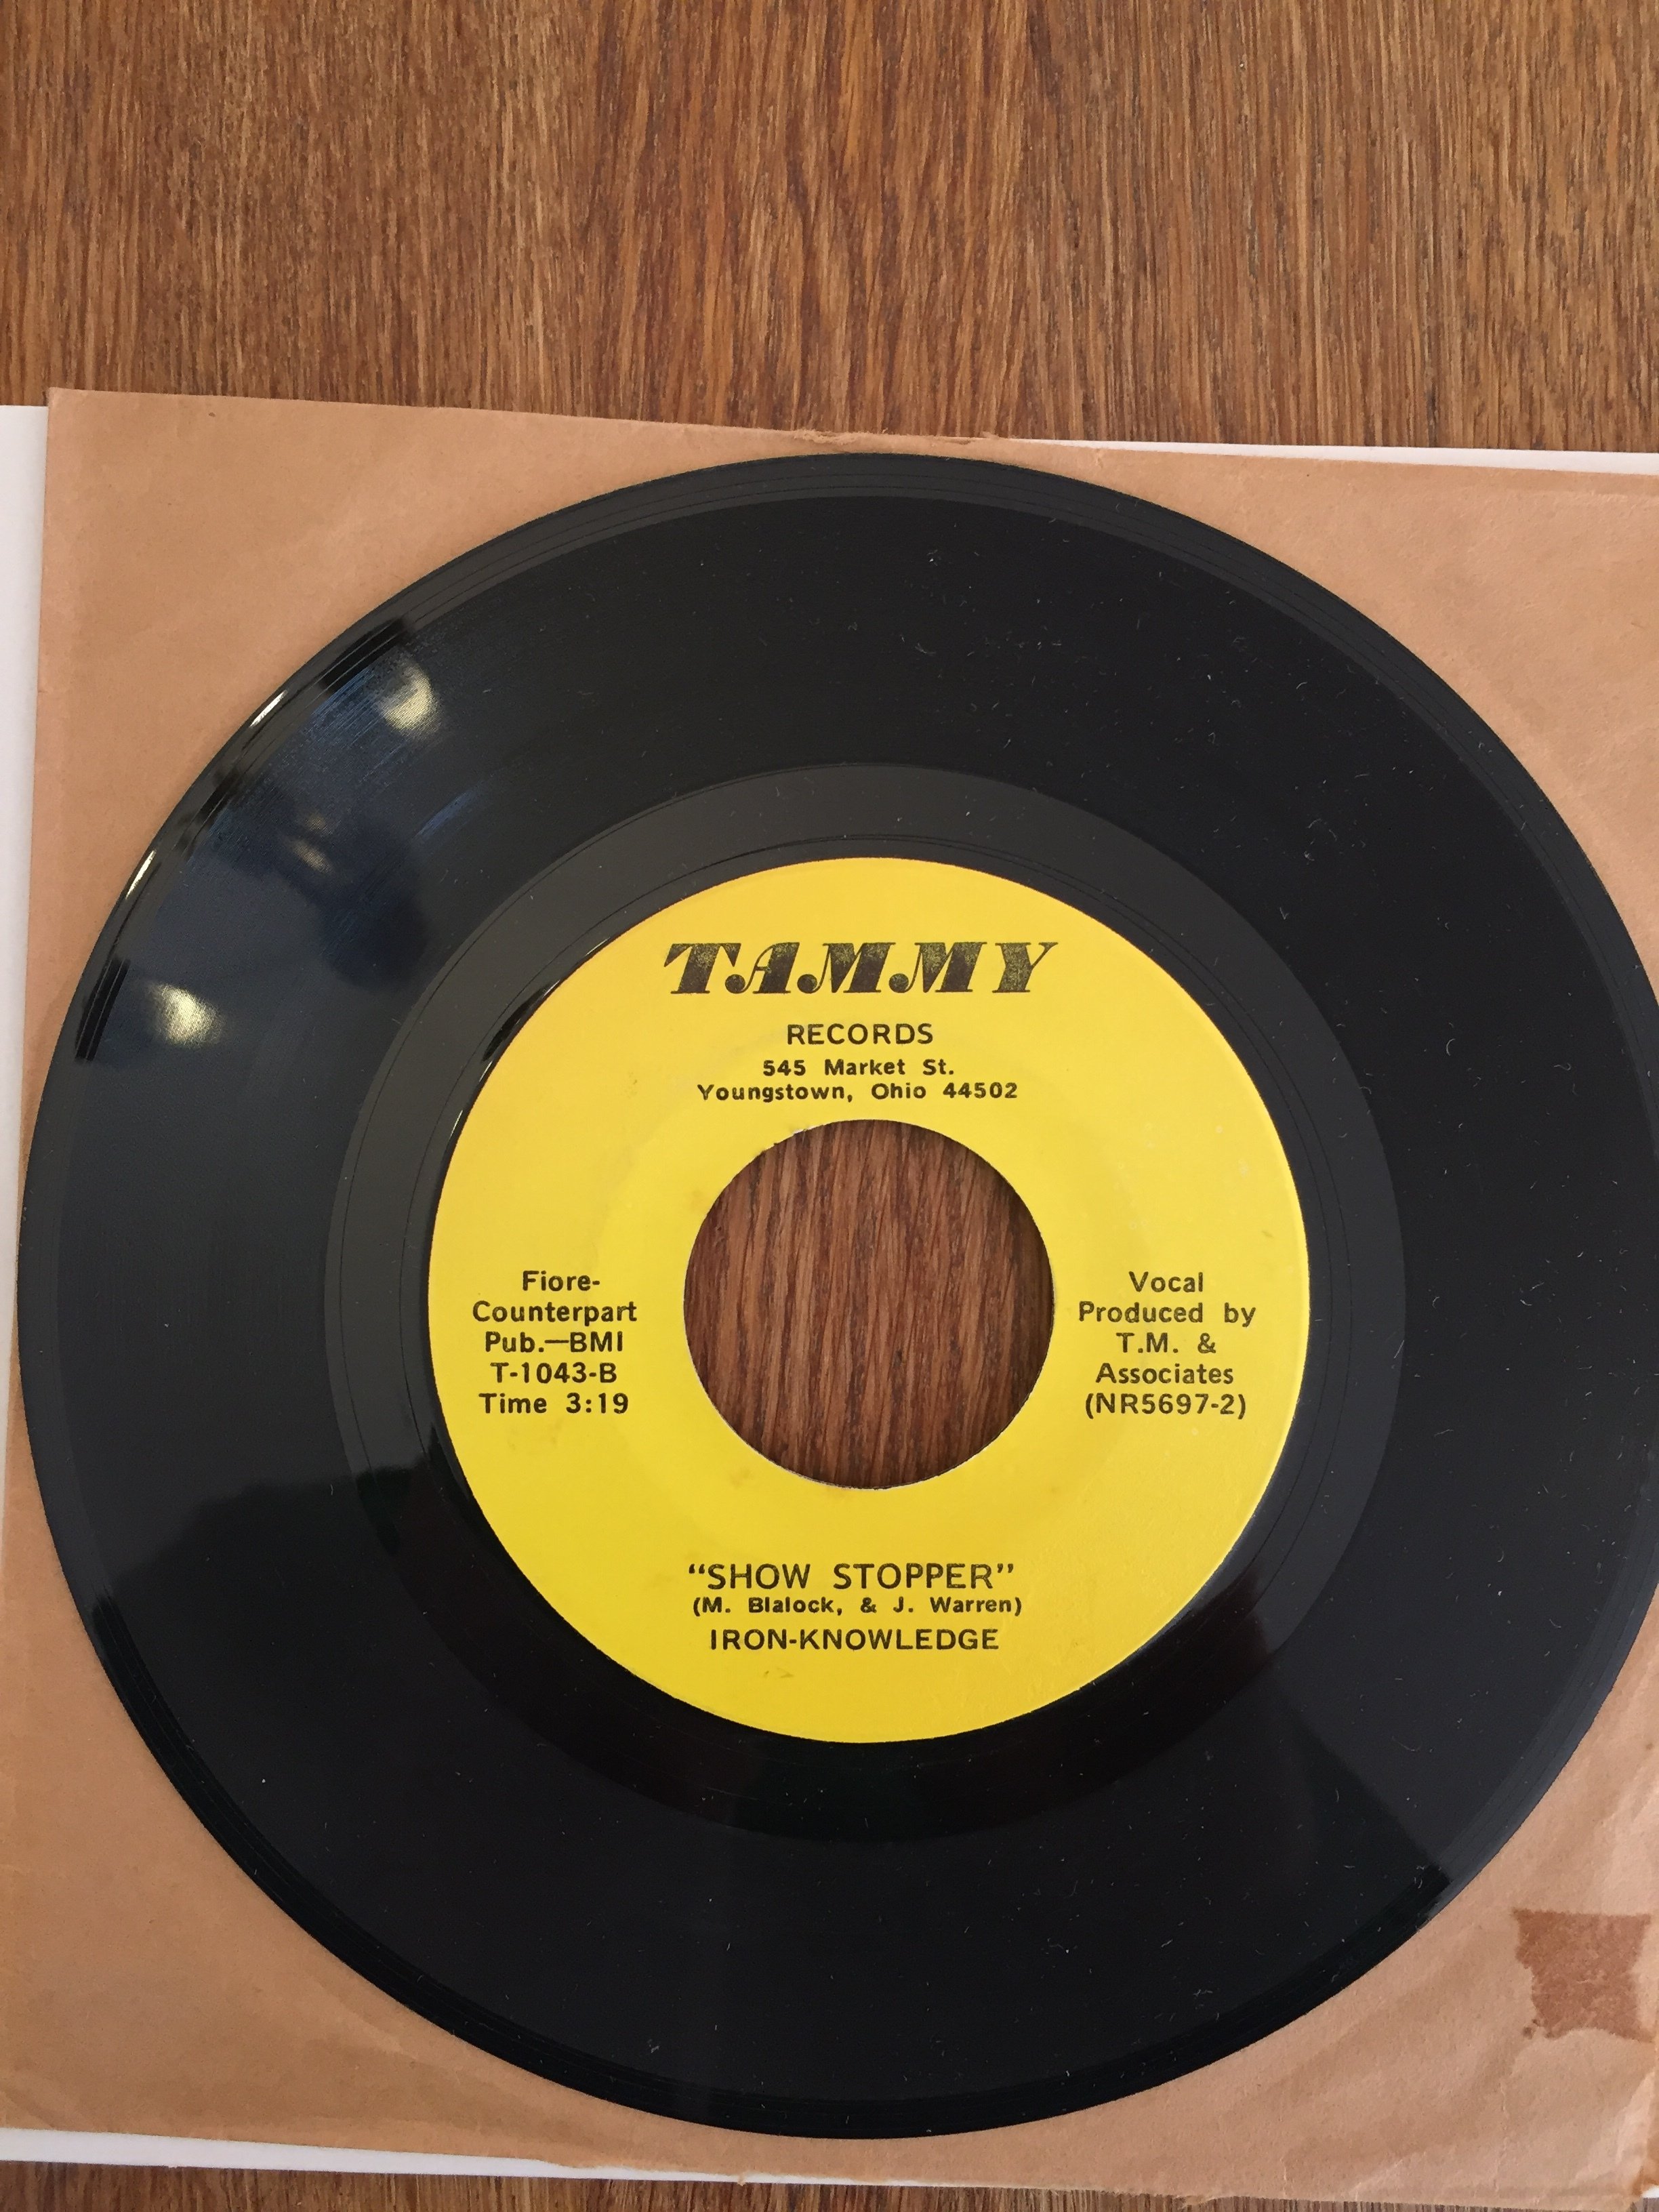 TAMMY
RECORDS
545 Market St.
Youngstown, Ohio 44502
Fiore-
Counterpart
Pub.—BMI
T-1043-B
Time 3:19
Vocal
Produced by
T.M. &
Associates
(NR5697-2)
“SHOW STOPPER”
(M. Blalock, & J. Warren)
IRON-KNOWLEDGE